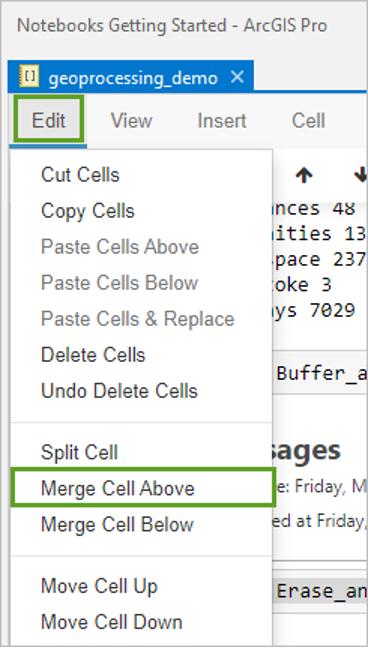 Notebooks Getting Started - ArcGIS Pro
geoprocessing_demo
Edit View Insert Cell
Cut Cells
Copy Cells
Paste Cells Above
Paste Cells Below
Paste Cells & Replace
Delete Cells
Undo Delete Cells
Split Cell
Merge Cell Above
Merge Cell Below
Move Cell Up
Move Cell Down
ances 48
ities 13
space 237
oke 3
ys 7029
Buffer_a
sages
e: Friday, M
ed at Friday,
Erase_an